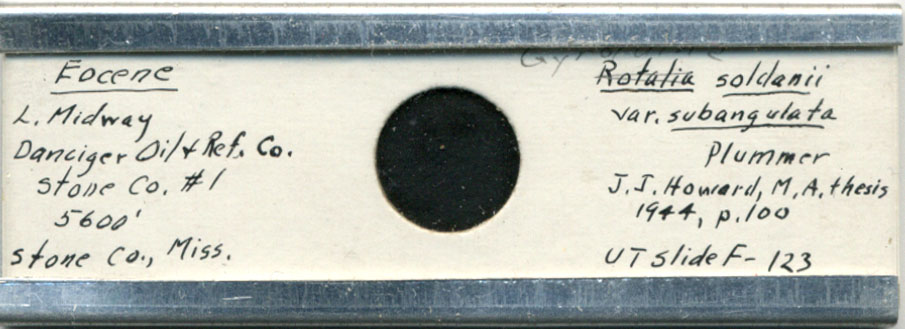 Eocene
L. Midway
Danciger Oil & Ref. Co.
Stone Co. #1
5600'
Stone Co., Miss.
Rotalia soldanii
var. subangulata
Plummer
J.J. Howard, M.A. thesis
1944, p.100
UT slide F-123